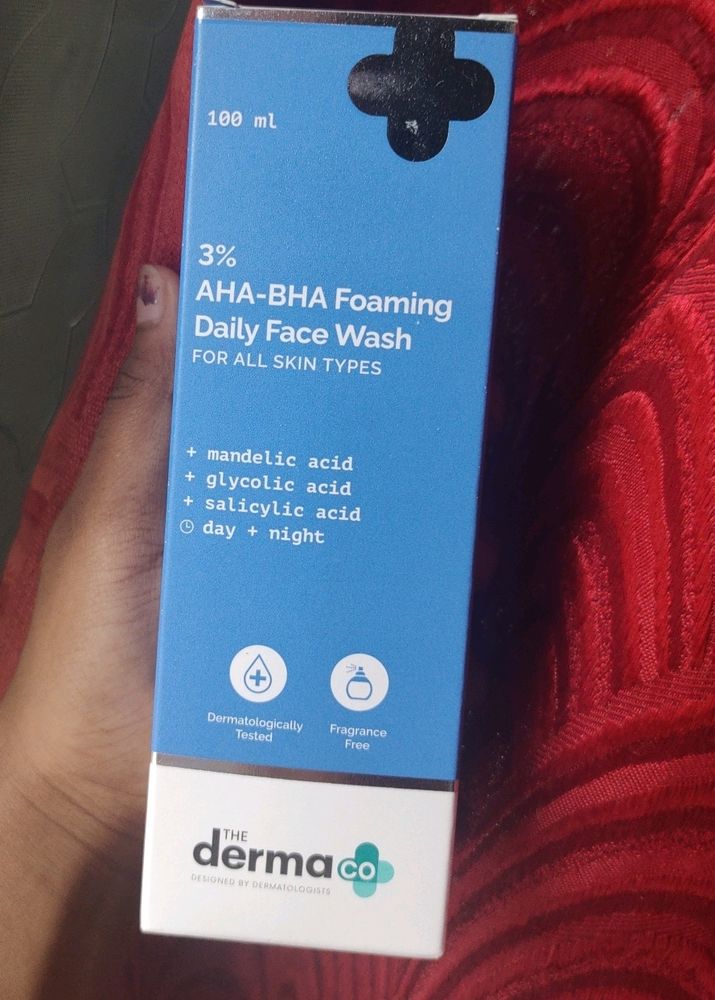 100 ml
3%
AHA-BHA Foaming
Daily Face Wash
FOR ALL SKIN TYPES
+ mandelic acid
+ glycolic acid
+ salicylic acid
day + night
Dermatologically
Tested
Fragrance
Free
THE
derma co
DESIGNED BY DERMATOLOGISTS